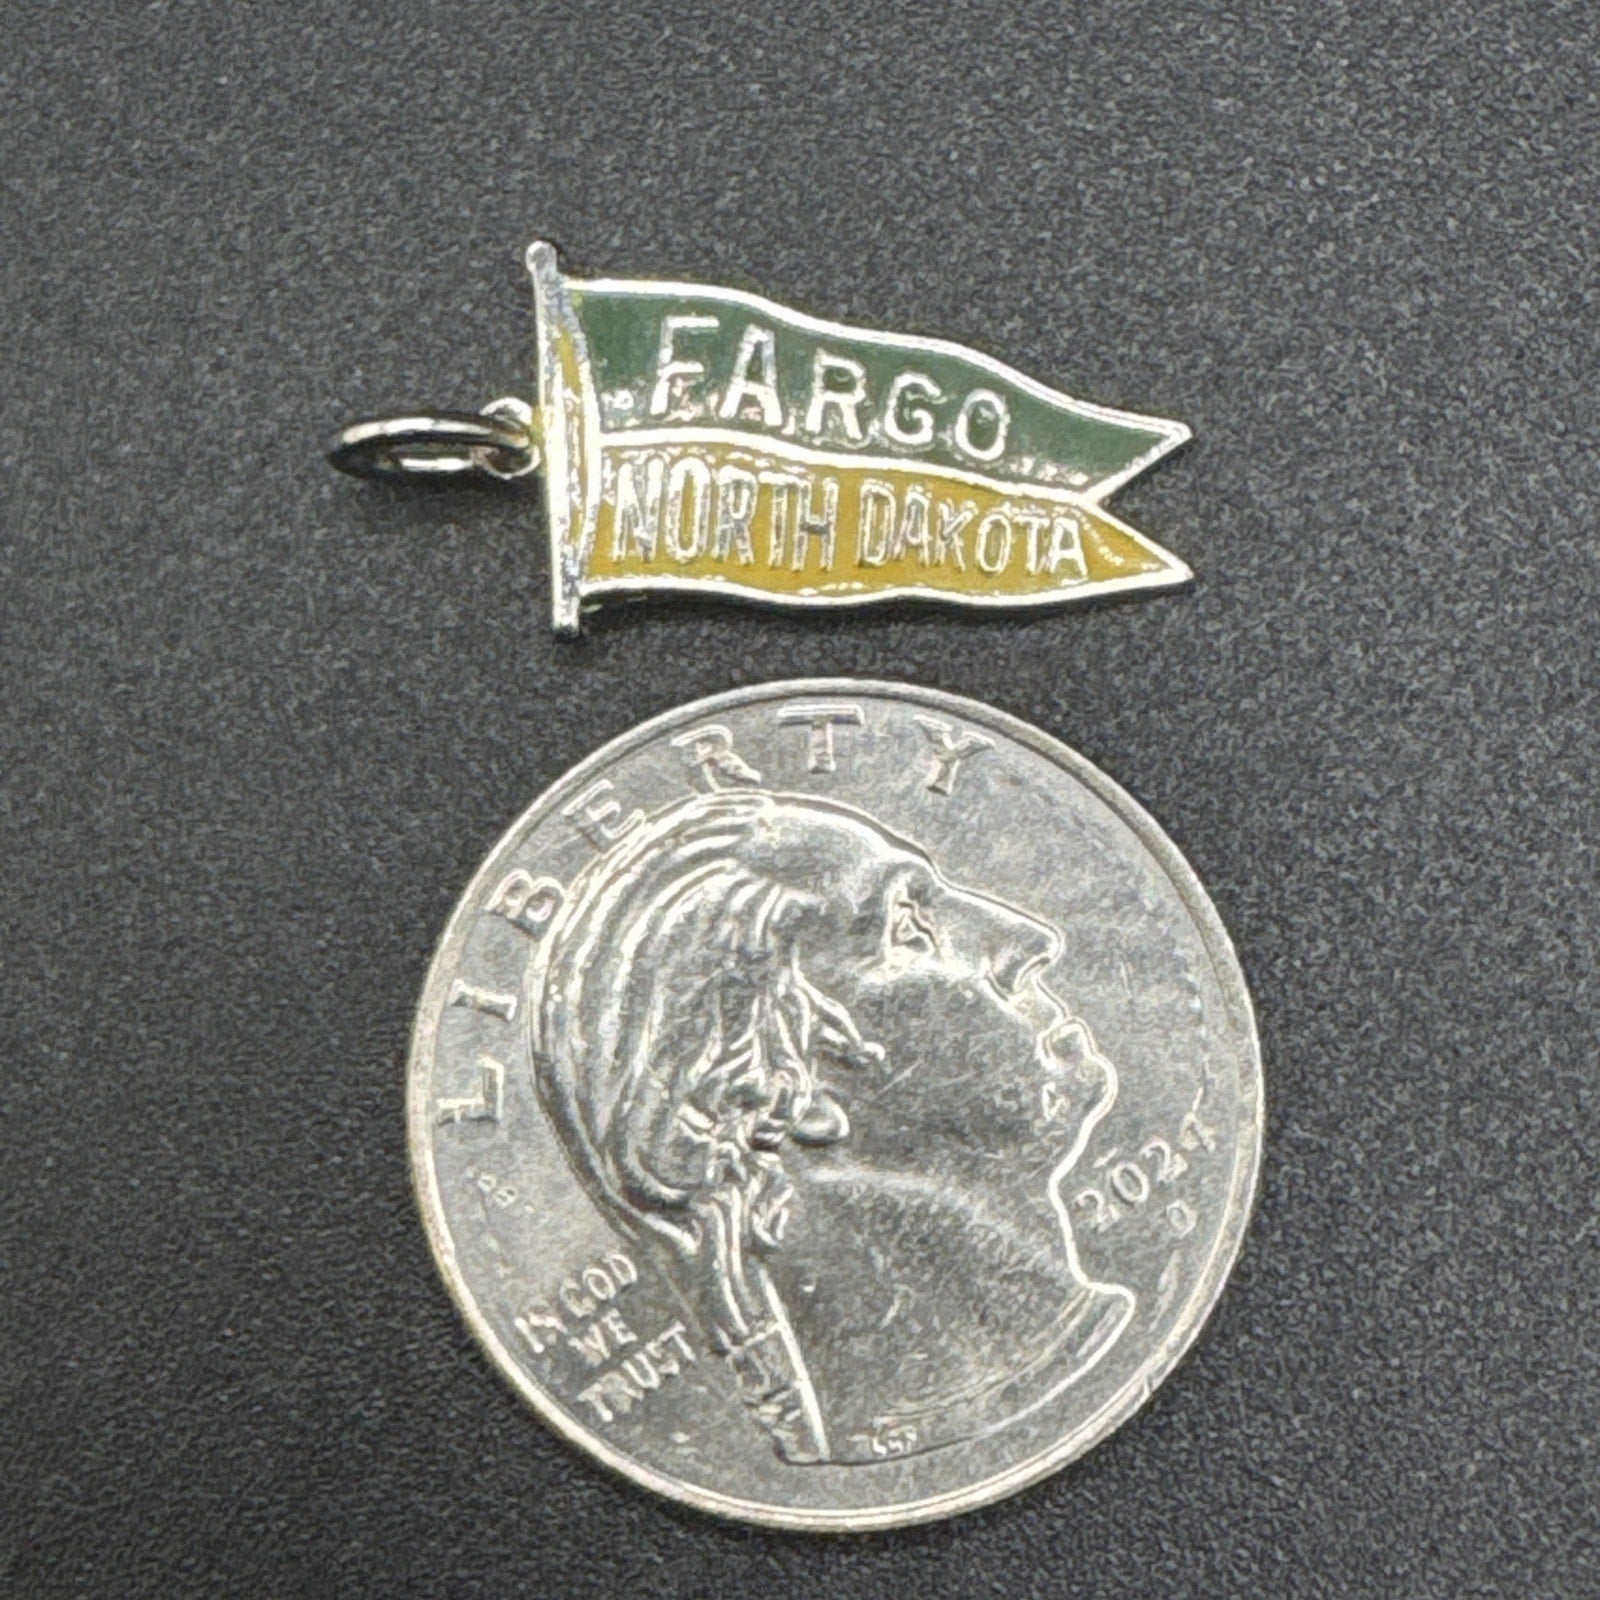 FARGO
NORTH DAKOTA
LIBERTY
2024
IN GOD
WE
TRUST